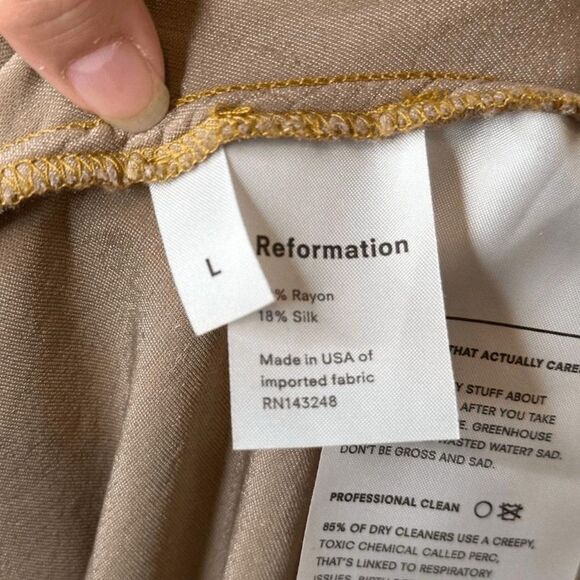 L
Reformation
% Rayon
18% Silk
Made in USA of
imported fabric
RN143248
THAT ACTUALLY CARE
STUFF ABOUT
AFTER YOU TAKE
GREENHOUSE
WASTED WATER? SAD.
DON'T BE GROSS AND SAD.
PROFESSIONAL CLEAN
85% OF DRY CLEANERS USE A CREEPY,
TOXIC CHEMICAL CALLED PERC,
THAT'S LINKED TO RESPIRATORY